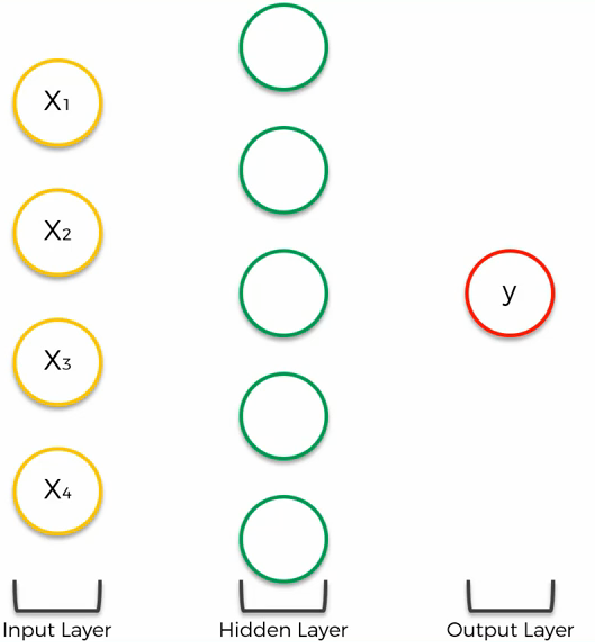 X1
X2
X3
X4
y
Input Layer
Hidden Layer
Output Layer